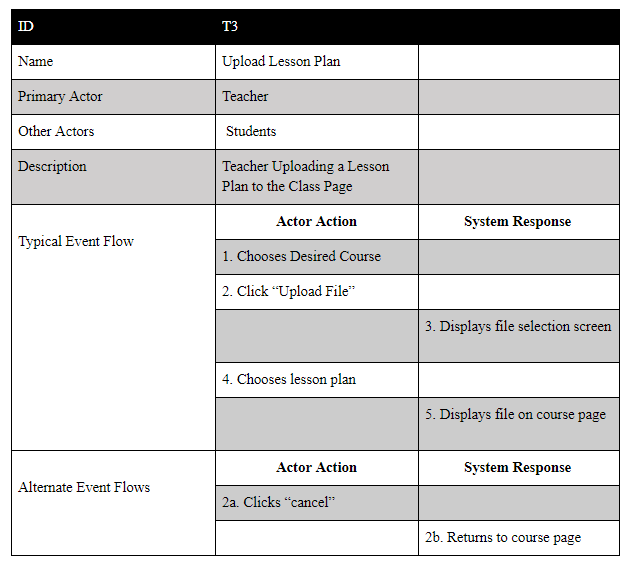 ID T3
Name Upload Lesson Plan
Primary Actor Teacher
Other Actors Students
Description Teacher Uploading a Lesson
Plan to the Class Page
Typical Event Flow
Actor Action System Response
1. Chooses Desired Course
2. Click “Upload File”
3. Displays file selection screen
4. Chooses lesson plan
5. Displays file on course page
Alternate Event Flows
Actor Action System Response
2a. Clicks “cancel”
2b. Returns to course page